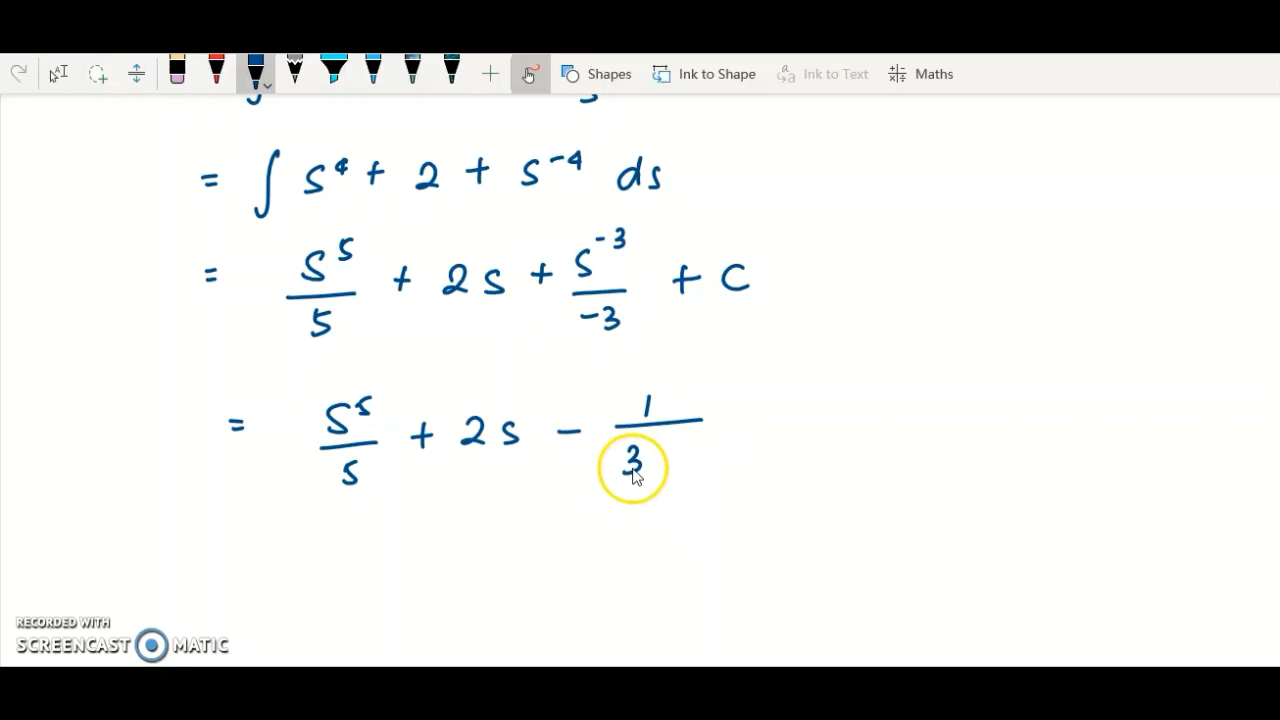 Shapes Ink to Shape Ink to Text Maths
= ∫ s⁴ + 2 + s⁻⁴ ds
= s⁵/5 + 2s + s⁻³/-3 + C
= s⁵/5 + 2s - 1/3
RECORDED WITH
SCREENCAST MATIC